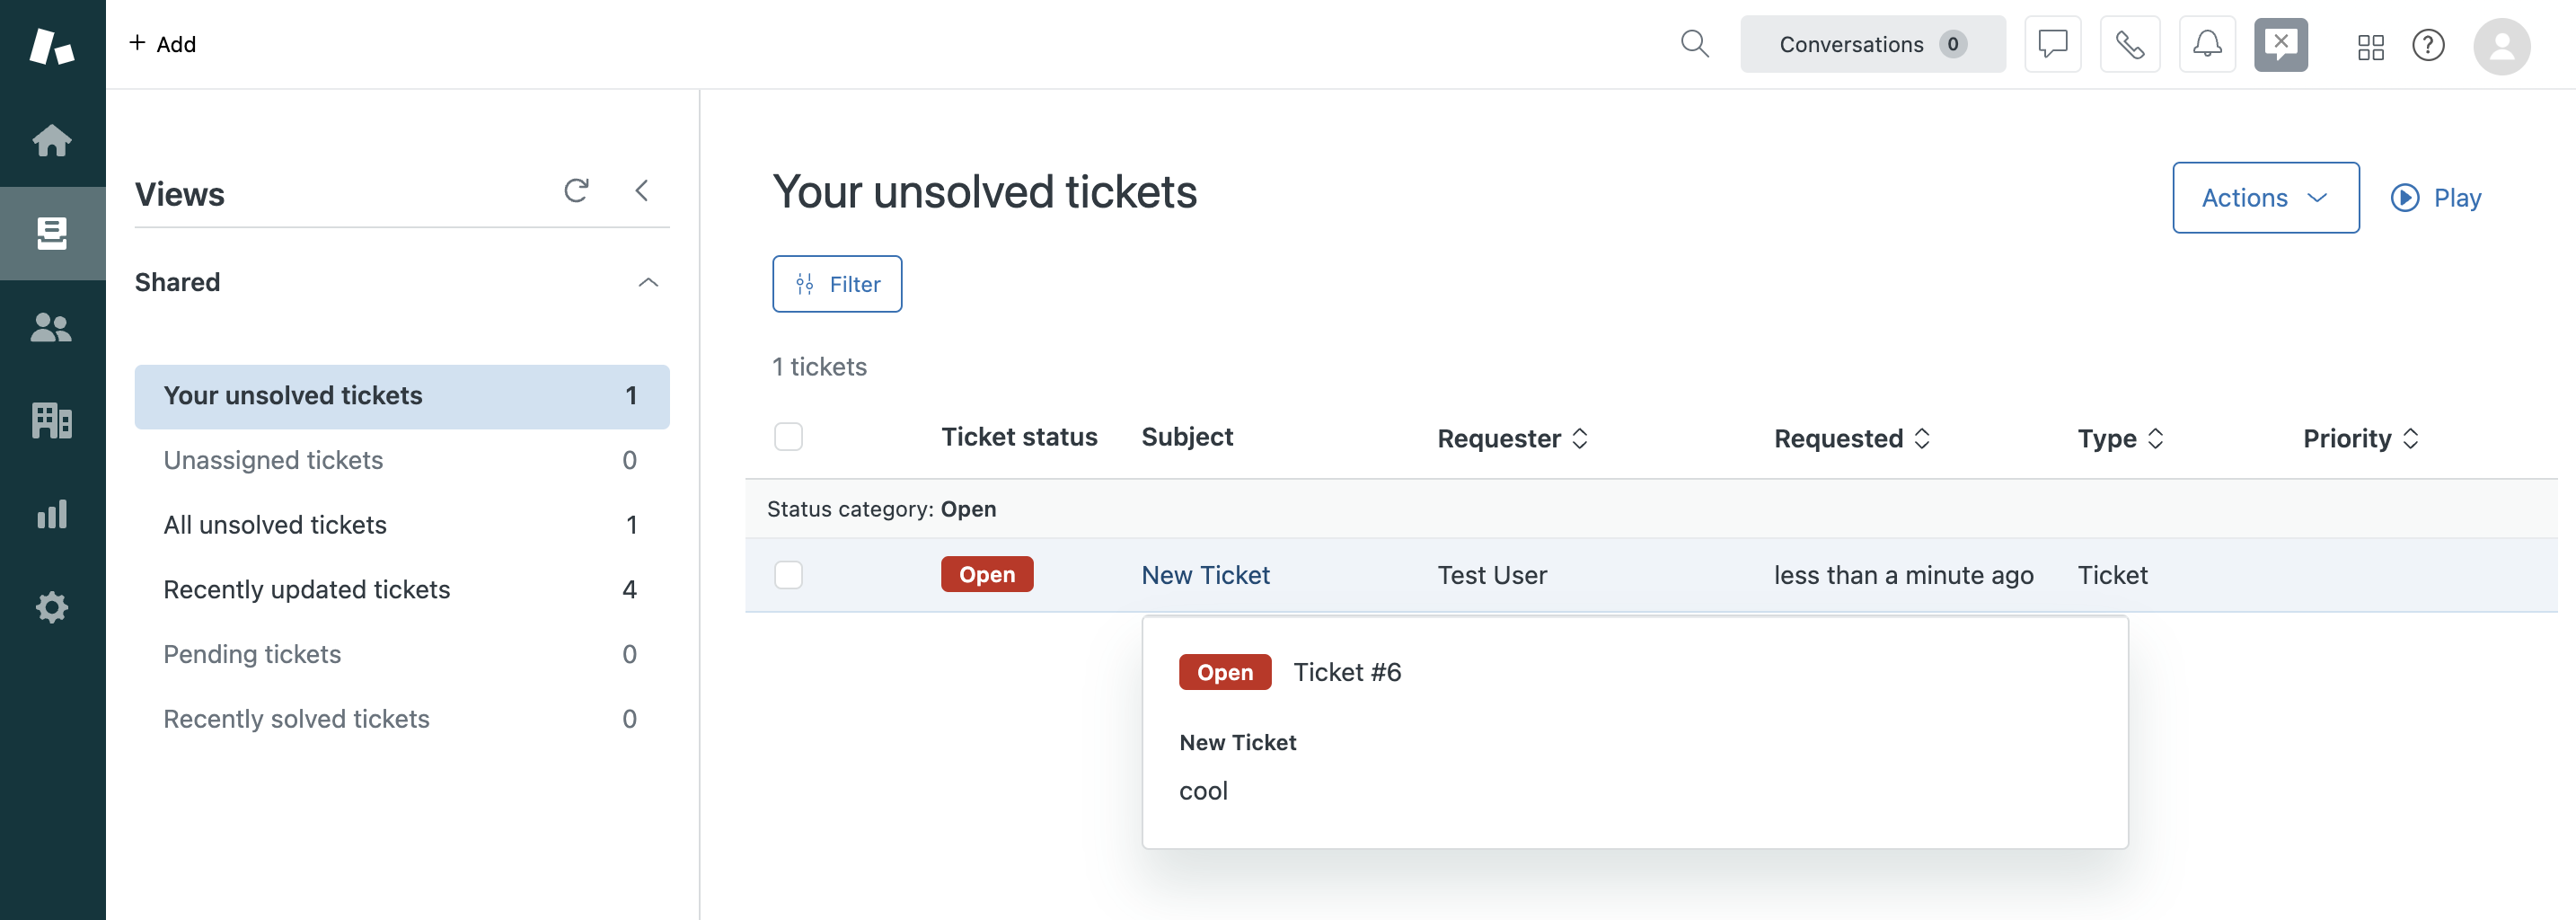 + Add
Conversations 0
Views
Shared
Your unsolved tickets 1
Unassigned tickets 0
All unsolved tickets 1
Recently updated tickets 4
Pending tickets 0
Recently solved tickets 0
Your unsolved tickets
Actions
Play
Filter
1 tickets
Ticket status Subject Requester Requested Type Priority
Status category: Open
Open New Ticket Test User less than a minute ago Ticket
Open Ticket #6
New Ticket
cool